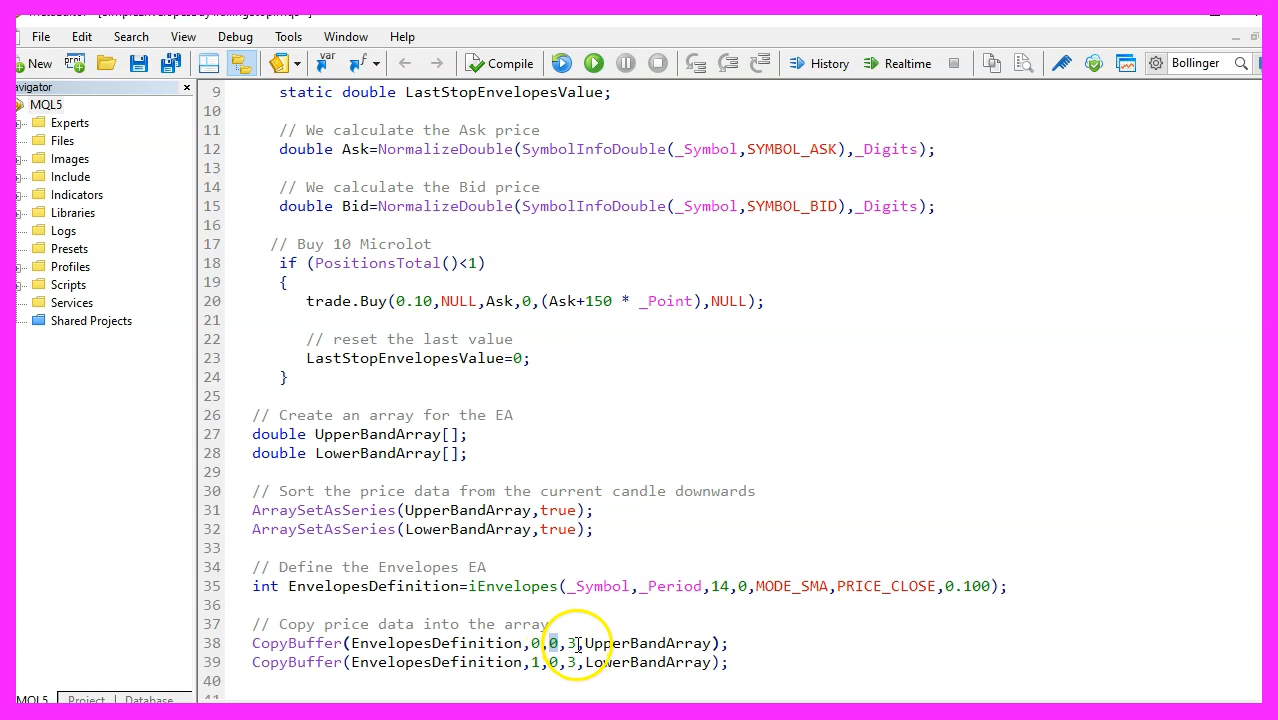 File Edit Search View Debug Tools Window Help
New var Compile History Realtime Bollinger
avigator
MQL5
Experts
Files
Images
Include
Indicators
Libraries
Logs
Presets
Profiles
Scripts
Services
Shared Projects
MQL5 Project Database
9 static double LastStopEnvelopesValue;
10
11 // We calculate the Ask price
12 double Ask=NormalizeDouble(SymbolInfoDouble(_Symbol,SYMBOL_ASK),_Digits);
13
14 // We calculate the Bid price
15 double Bid=NormalizeDouble(SymbolInfoDouble(_Symbol,SYMBOL_BID),_Digits);
16
17 // Buy 10 Microlot
18 if (PositionsTotal()<1)
19 {
20 trade.Buy(0.10,NULL,Ask,0,(Ask+150 * _Point),NULL);
21
22 // reset the last value
23 LastStopEnvelopesValue=0;
24 }
25
26 // Create an array for the EA
27 double UpperBandArray[];
28 double LowerBandArray[];
29
30 // Sort the price data from the current candle downwards
31 ArraySetAsSeries(UpperBandArray,true);
32 ArraySetAsSeries(LowerBandArray,true);
33
34 // Define the Envelopes EA
35 int EnvelopesDefinition=iEnvelopes(_Symbol,_Period,14,0,MODE_SMA,PRICE_CLOSE,0.100);
36
37 // Copy price data into the array
38 CopyBuffer(EnvelopesDefinition,0,0,3,UpperBandArray);
39 CopyBuffer(EnvelopesDefinition,1,0,3,LowerBandArray);
40